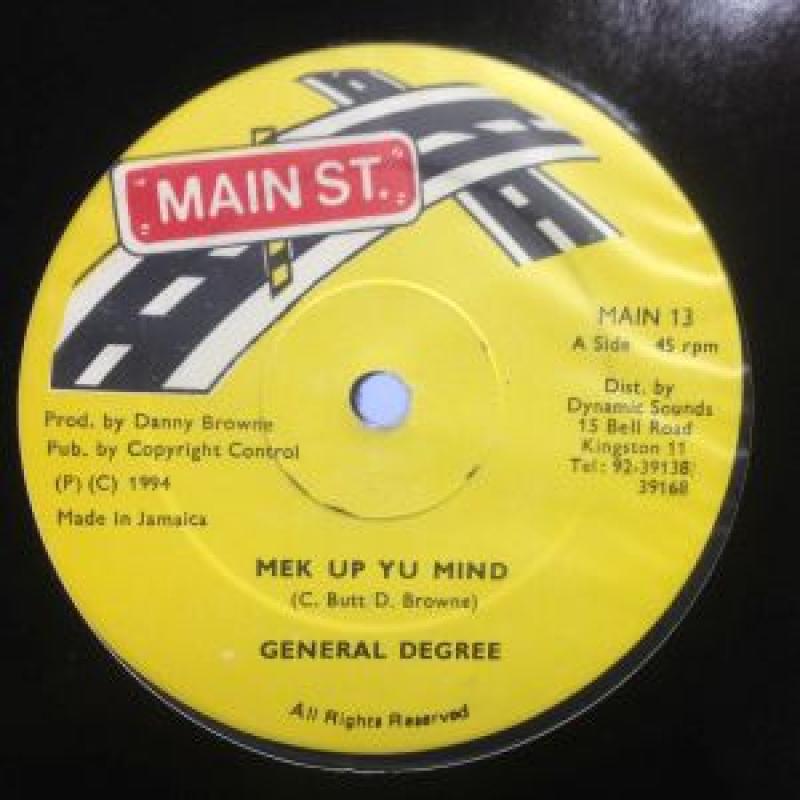 MAIN ST.
MAIN 13
A Side 45 rpm
Dist. by
Dynamic Sounds
15 Bell Road
Kingston 11
Tel: 92-39138/
39168
Prod. by Danny Browne
Pub. by Copyright Control
(P) (C) 1994
Made in Jamaica
MEK UP YU MIND
(C. Butt/D. Browne)
GENERAL DEGREE
All Rights Reserved